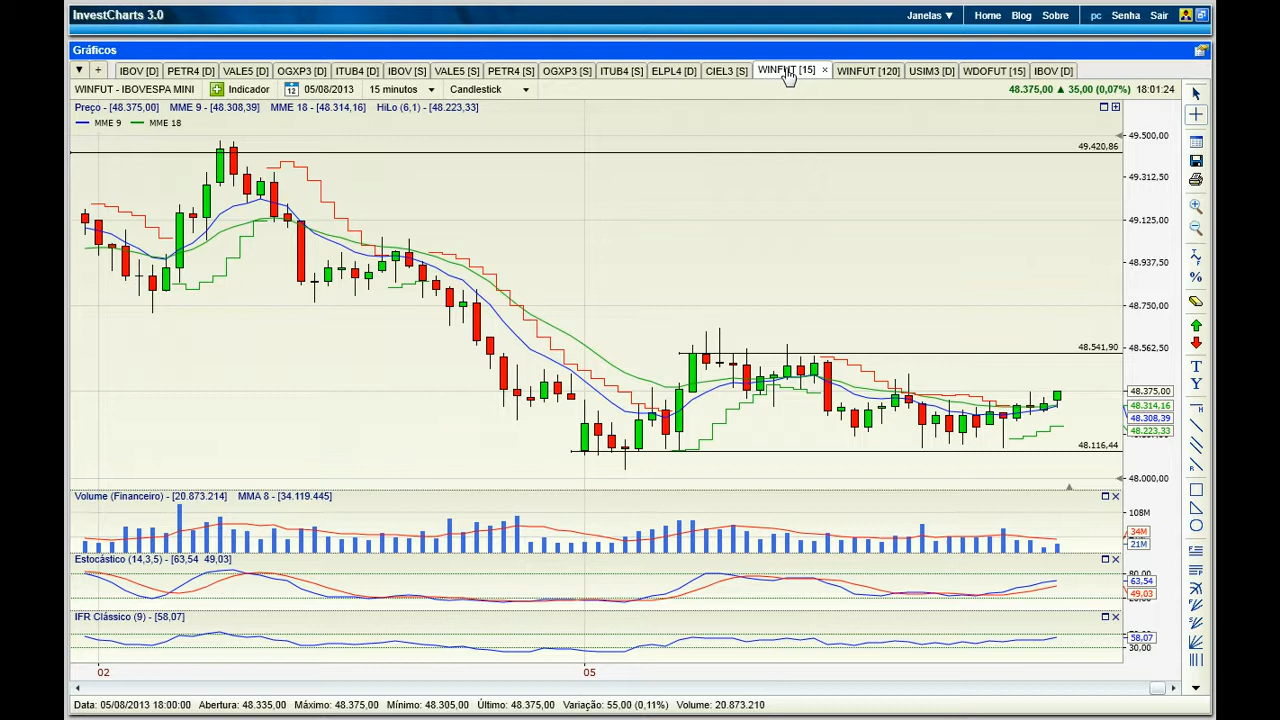 InvestCharts 3.0
Janelas ▼ Home Blog Sobre pc Senha Sair
Gráficos
IBOV [D] PETR4 [D] VALE5 [D] OGXP3 [D] ITUB4 [D] IBOV [S] VALE5 [S] PETR4 [S] OGXP3 [S] ITUB4 [S] ELPL4 [D] CIEL3 [S] WINFUT [15] × WINFUT [120] USIM3 [D] WDOFUT [15] IBOV [D]
WINFUT - IBOVESPA MINI Indicador 12 05/08/2013 15 minutos Candlestick 48.375,00 ▲ 35,00 (0,07%) 18:01:24
Preço - [48.375,00] MME 9 - [48.308,39] MME 18 - [48.314,16] HiLo (6,1) - [48.223,33]
MME 9 MME 18
49.500,00
49.420,86
49.312,50
49.125,00
48.937,50
48.750,00
48.562,50
48.541,90
48.375,00
48.314,16
48.308,39
48.223,33
48.116,44
48.000,00
Volume (Financeiro) - [20.873.214] MMA 8 - [34.119.445]
108M
34M
21M
Estocástico (14,3,5) - [63,54 49,03]
80,00
63,54
49,03
IFR Clássico (9) - [58,07]
58,07
30,00
02 05
Data: 05/08/2013 18:00:00 Abertura: 48.335,00 Máximo: 48.375,00 Mínimo: 48.305,00 Último: 48.375,00 Variação: 55,00 (0,11%) Volume: 20.873.210